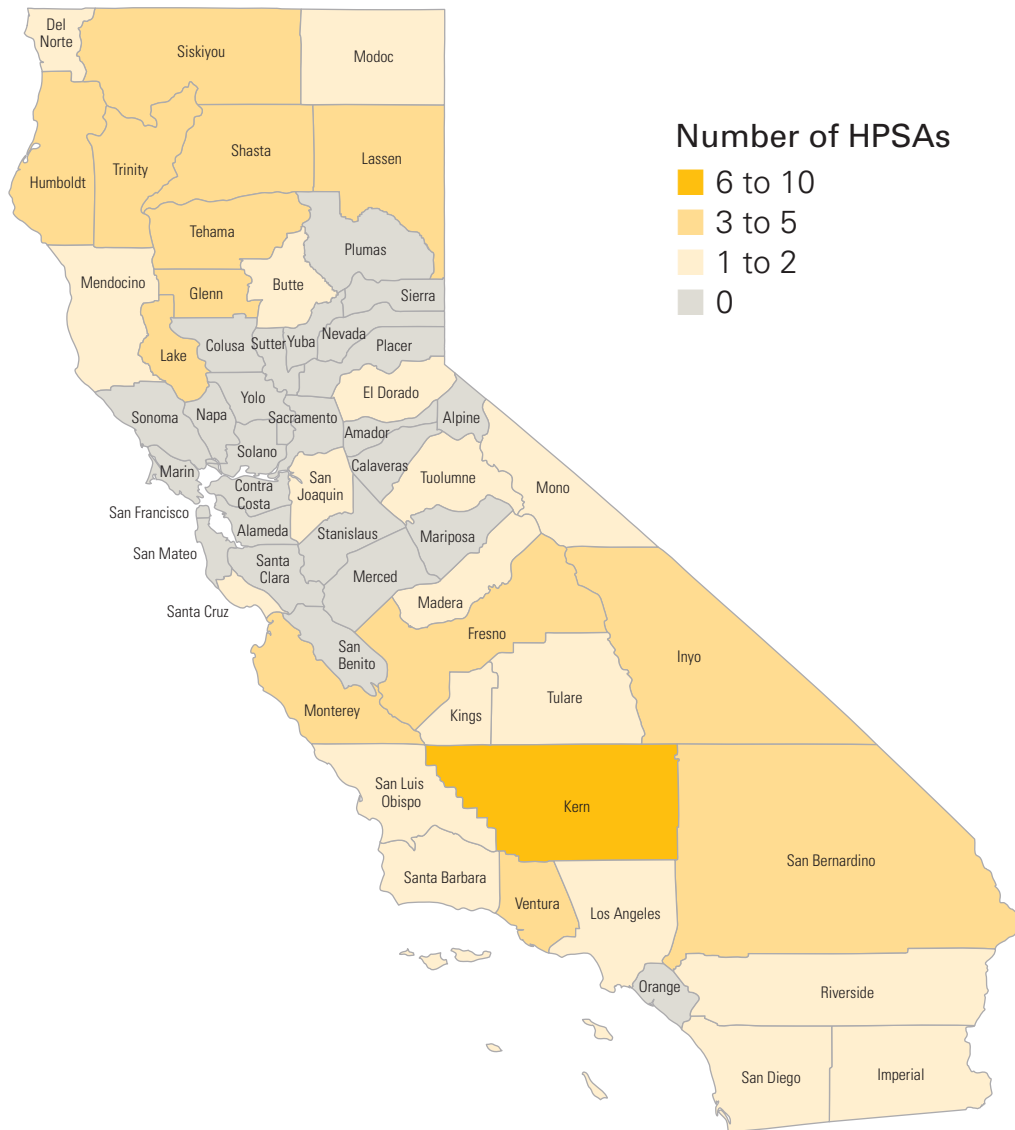 Del
Norte
Siskiyou
Modoc
Number of HPSAs
6 to 10
3 to 5
1 to 2
0
Humboldt
Trinity
Shasta
Lassen
Tehama
Plumas
Mendocino
Glenn
Butte
Sierra
Lake
Colusa
Sutter
Yuba
Nevada
Placer
El Dorado
Sonoma
Napa
Yolo
Sacramento
Alpine
Amador
Solano
Calaveras
Marin
Contra
Costa
San
Joaquin
Tuolumne
Mono
San Francisco
Alameda
Stanislaus
Mariposa
San Mateo
Santa
Clara
Merced
Santa Cruz
Madera
Fresno
San
Benito
Inyo
Monterey
Kings
Tulare
San Luis
Obispo
Kern
San Bernardino
Santa Barbara
Ventura
Los Angeles
Orange
Riverside
San Diego
Imperial